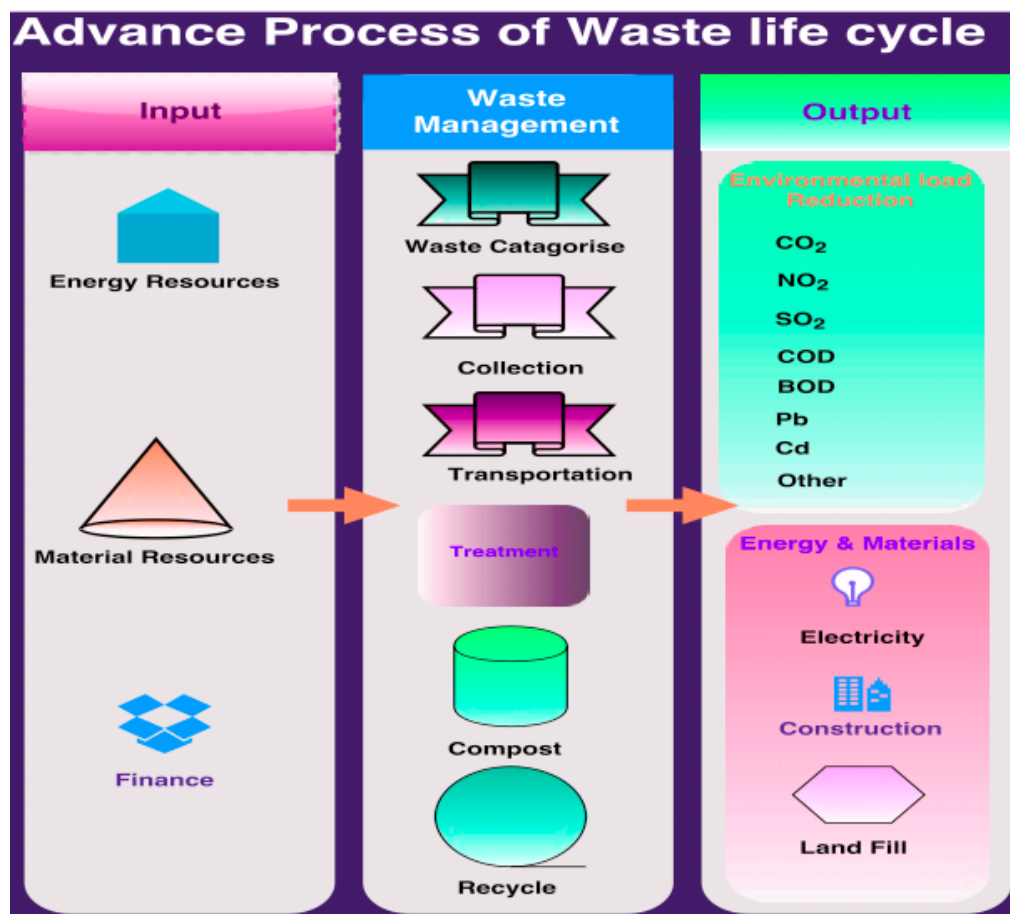 Advance Process of Waste life cycle
Input
Energy Resources
Material Resources
Finance
Waste
Management
Waste Catagorise
Collection
Transportation
Treatment
Compost
Recycle
Output
Environmental load
Reduction
CO₂
NO₂
SO₂
COD
BOD
Pb
Cd
Other
Energy & Materials
Electricity
Construction
Land Fill